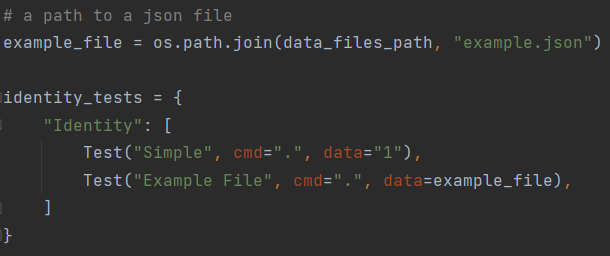 # a path to a json file
example_file = os.path.join(data_files_path, "example.json")
identity_tests = {
    "Identity": [
        Test("Simple", cmd=".", data="1"),
        Test("Example File", cmd=".", data=example_file),
    ]
}